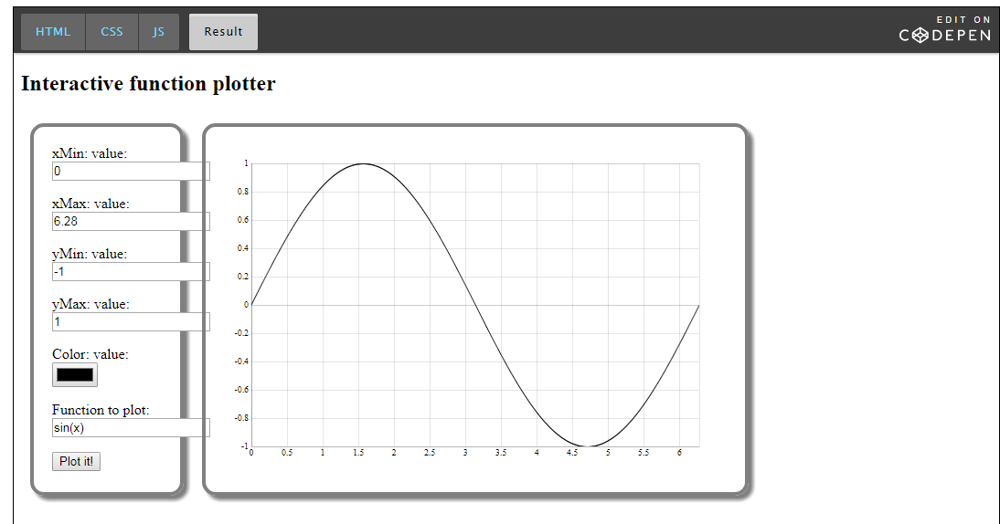 HTML CSS JS Result
EDIT ON
CODEPEN
Interactive function plotter
xMin: value:
0
xMax: value:
6.28
yMin: value:
-1
yMax: value:
1
Color: value:
Function to plot:
sin(x)
Plot it!
1
0.8
0.6
0.4
0.2
0
-0.2
-0.4
-0.6
-0.8
-1
0 0.5 1 1.5 2 2.5 3 3.5 4 4.5 5 5.5 6